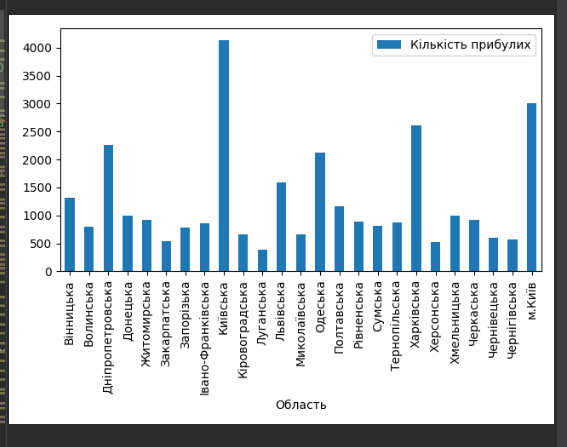 Кількість прибулих
4000
3500
3000
2500
2000
1500
1000
500
0
Вінницька
Волинська
Дніпропетровська
Донецька
Житомирська
Закарпатська
Запорізька
Івано-Франківська
Київська
Кіровоградська
Луганська
Львівська
Миколаївська
Одеська
Полтавська
Рівненська
Сумська
Тернопільська
Харківська
Херсонська
Хмельницька
Черкаська
Чернівецька
Чернігівська
м.Київ
Область